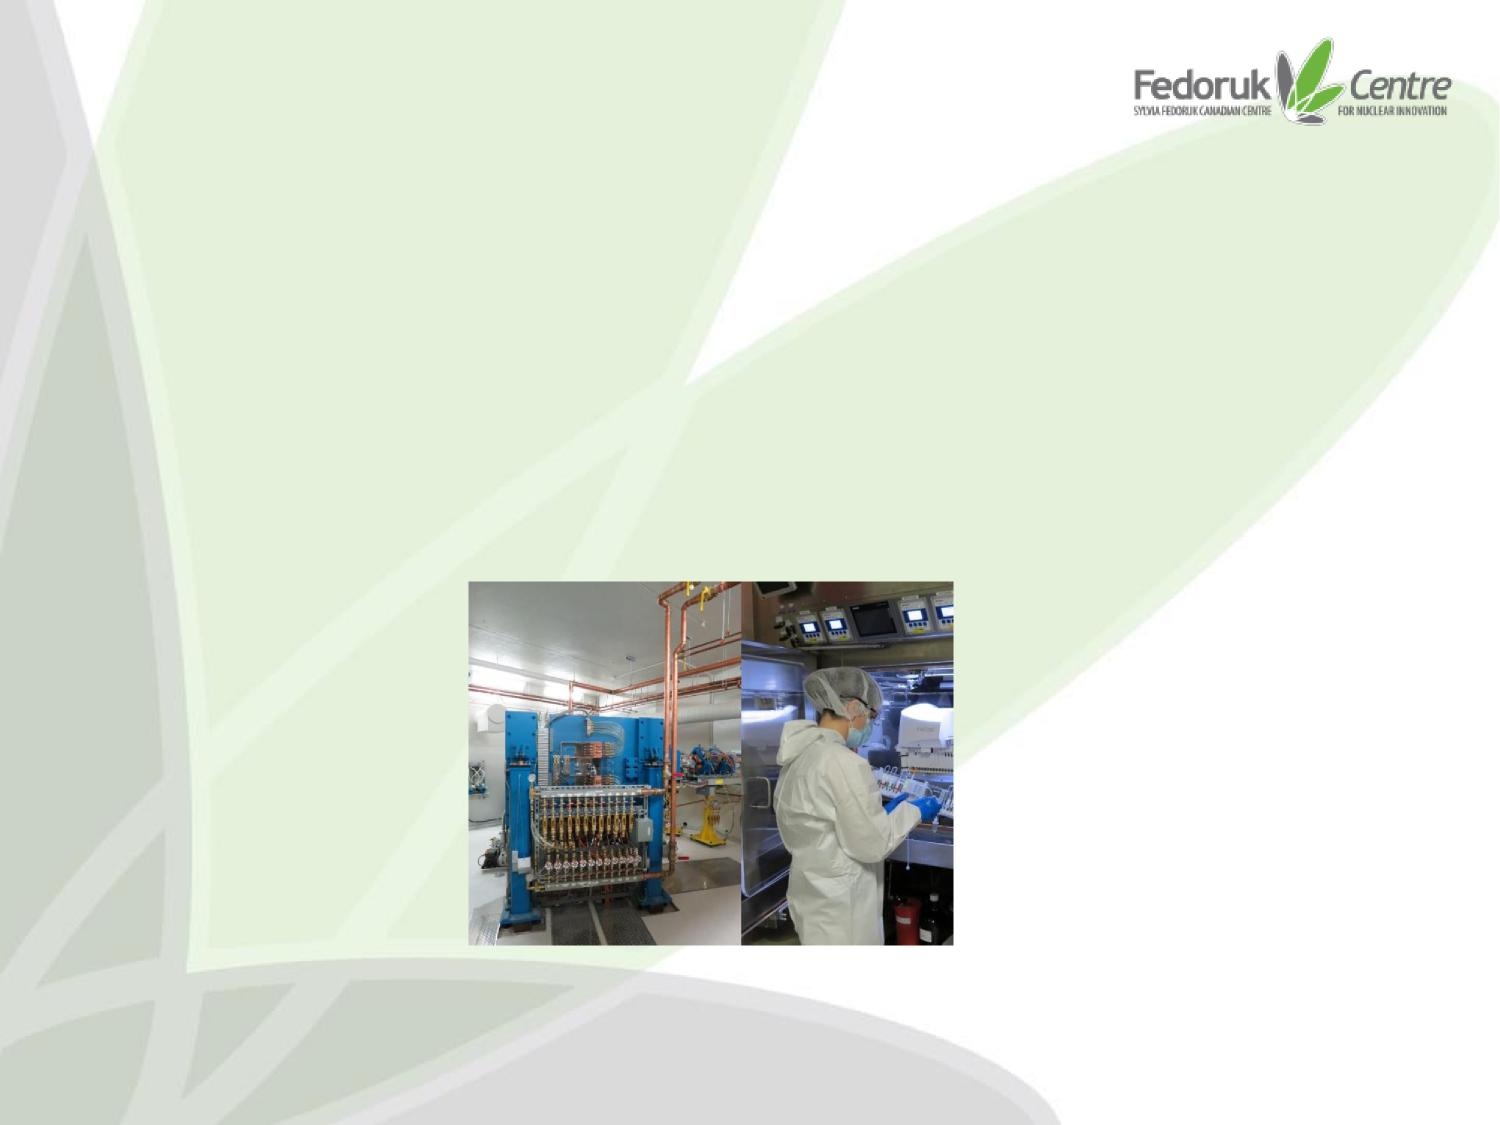 Fedoruk Centre
SYLVIA FEDORUK CANADIAN CENTRE FOR NUCLEAR INNOVATION